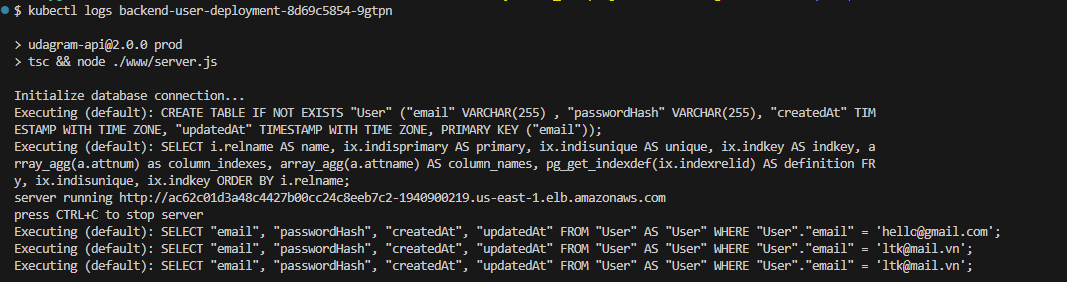 $ kubectl logs backend-user-deployment-8d69c5854-9gtpn
> udagram-api@2.0.0 prod
> tsc && node ./www/server.js
Initialize database connection...
Executing (default): CREATE TABLE IF NOT EXISTS "User" ("email" VARCHAR(255) , "passwordHash" VARCHAR(255), "createdAt" TIM
ESTAMP WITH TIME ZONE, "updatedAt" TIMESTAMP WITH TIME ZONE, PRIMARY KEY ("email"));
Executing (default): SELECT i.relname AS name, ix.indisprimary AS primary, ix.indisunique AS unique, ix.indkey AS indkey, a
rray_agg(a.attnum) as column_indexes, array_agg(a.attname) AS column_names, pg_get_indexdef(ix.indexrelid) AS definition FR
y, ix.indisunique, ix.indkey ORDER BY i.relname;
server running http://ac62c01d3a48c4427b00cc24c8eeb7c2-1940900219.us-east-1.elb.amazonaws.com
press CTRL+C to stop server
Executing (default): SELECT "email", "passwordHash", "createdAt", "updatedAt" FROM "User" AS "User" WHERE "User"."email" = 'hellc@gmail.com';
Executing (default): SELECT "email", "passwordHash", "createdAt", "updatedAt" FROM "User" AS "User" WHERE "User"."email" = 'ltk@mail.vn';
Executing (default): SELECT "email", "passwordHash", "createdAt", "updatedAt" FROM "User" AS "User" WHERE "User"."email" = 'ltk@mail.vn';